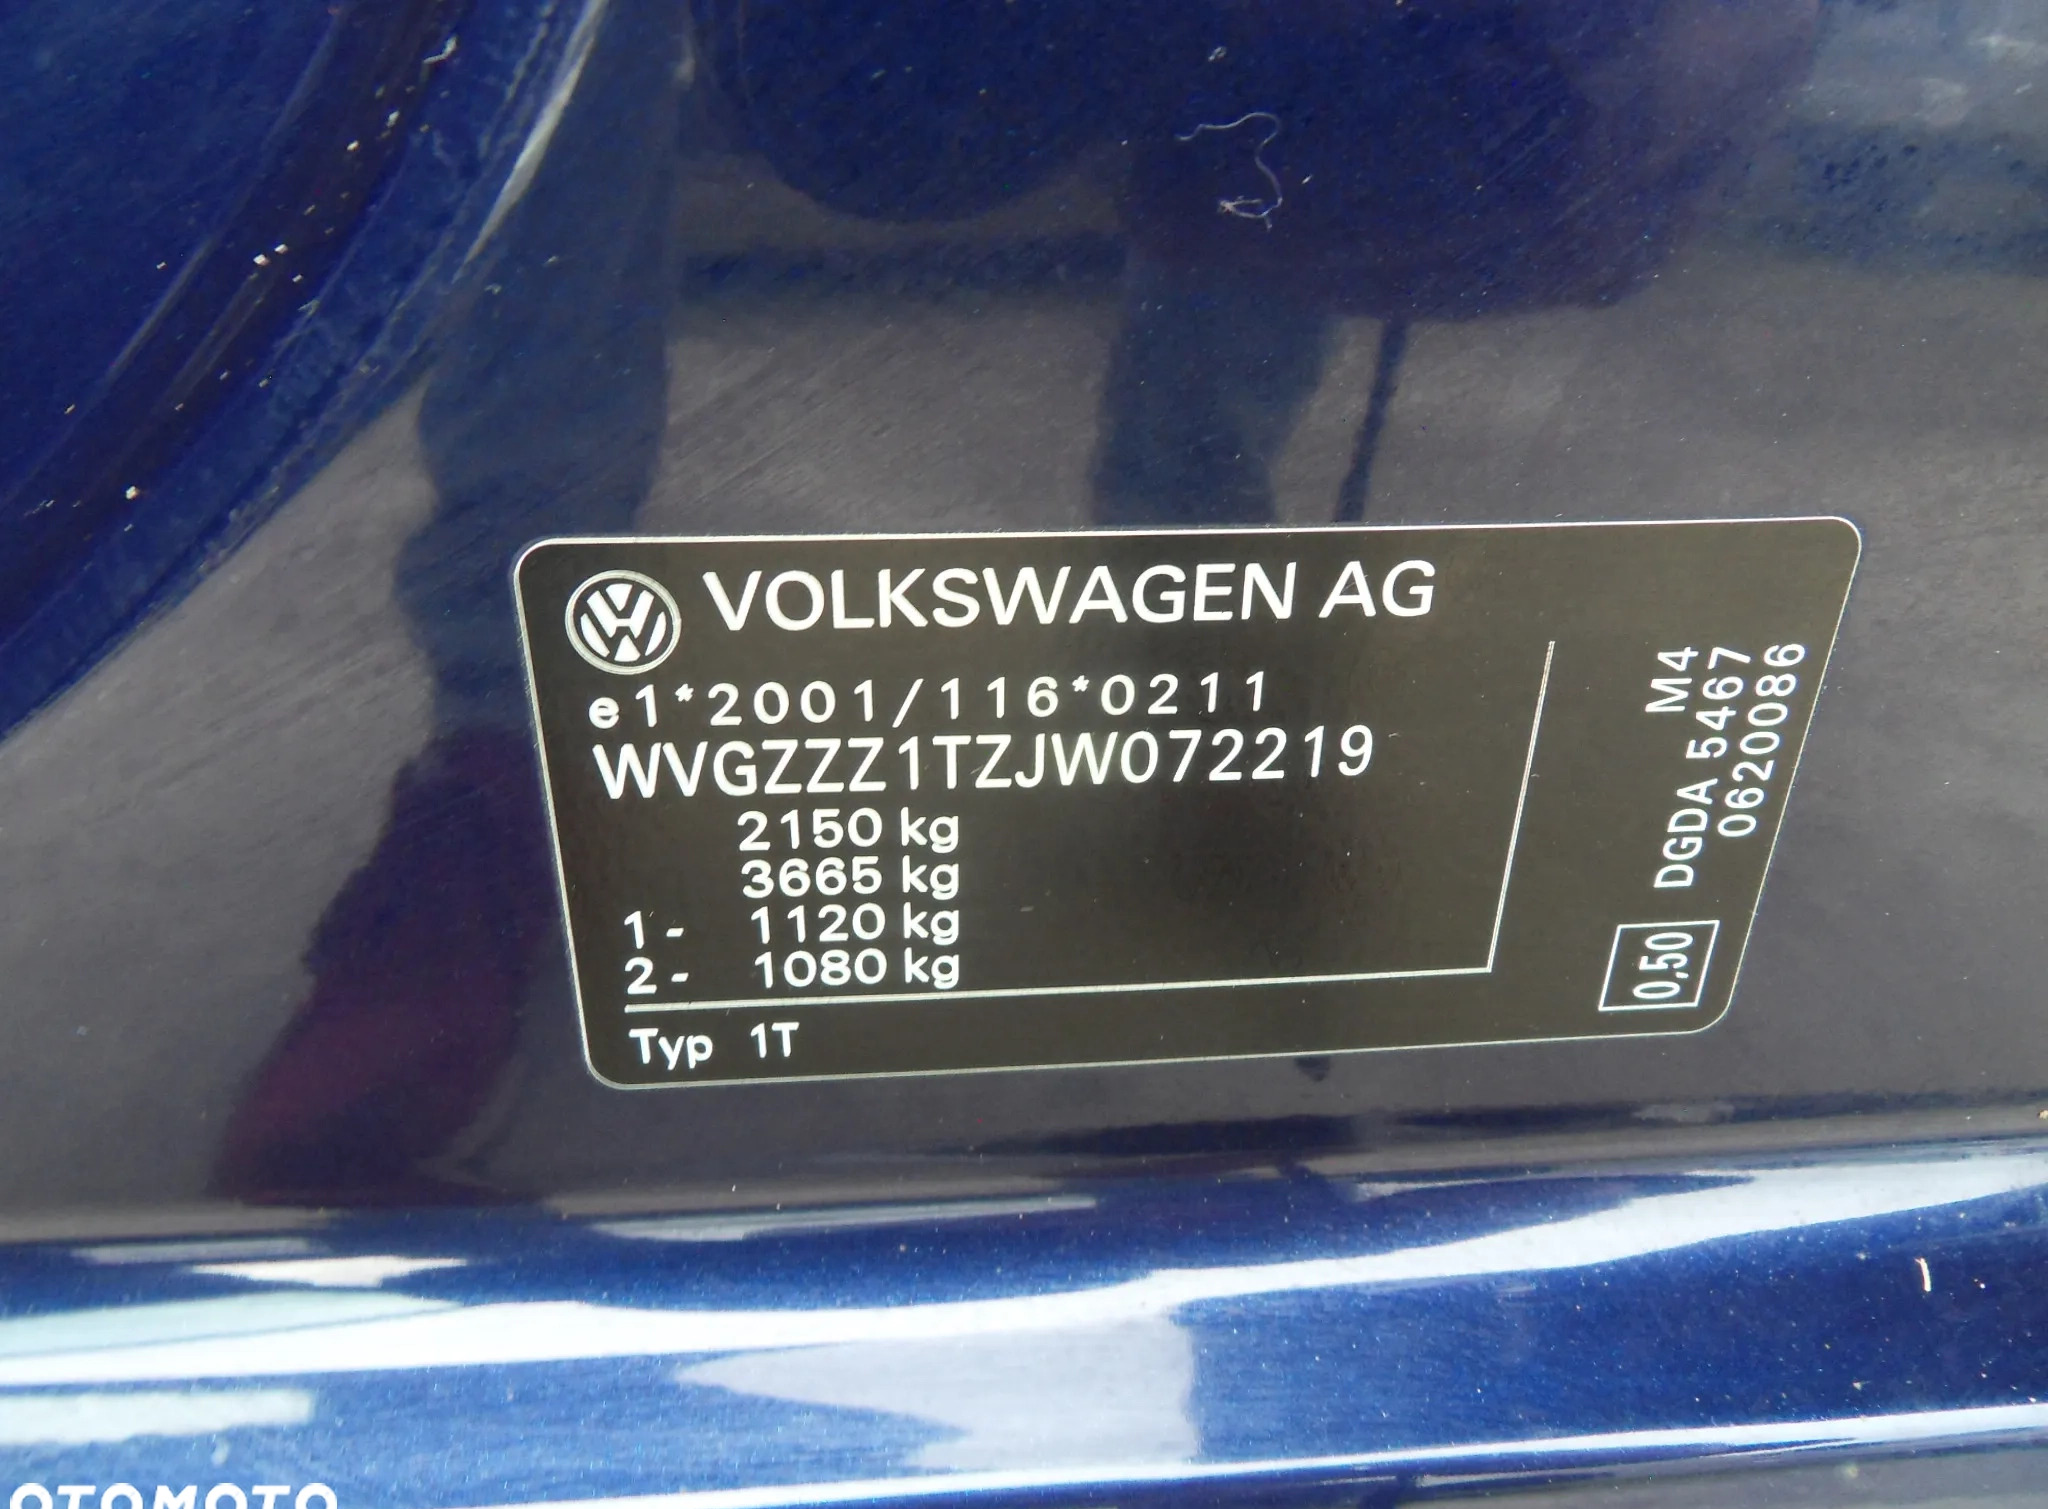 VOLKSWAGEN AG
e1*2001/116*0211
WVGZZZ1TZJW072219
2150 kg
3665 kg
1- 1120 kg
2- 1080 kg
Typ 1T
M4
DGDA 5467
0620086
0,50
OTOMOTO